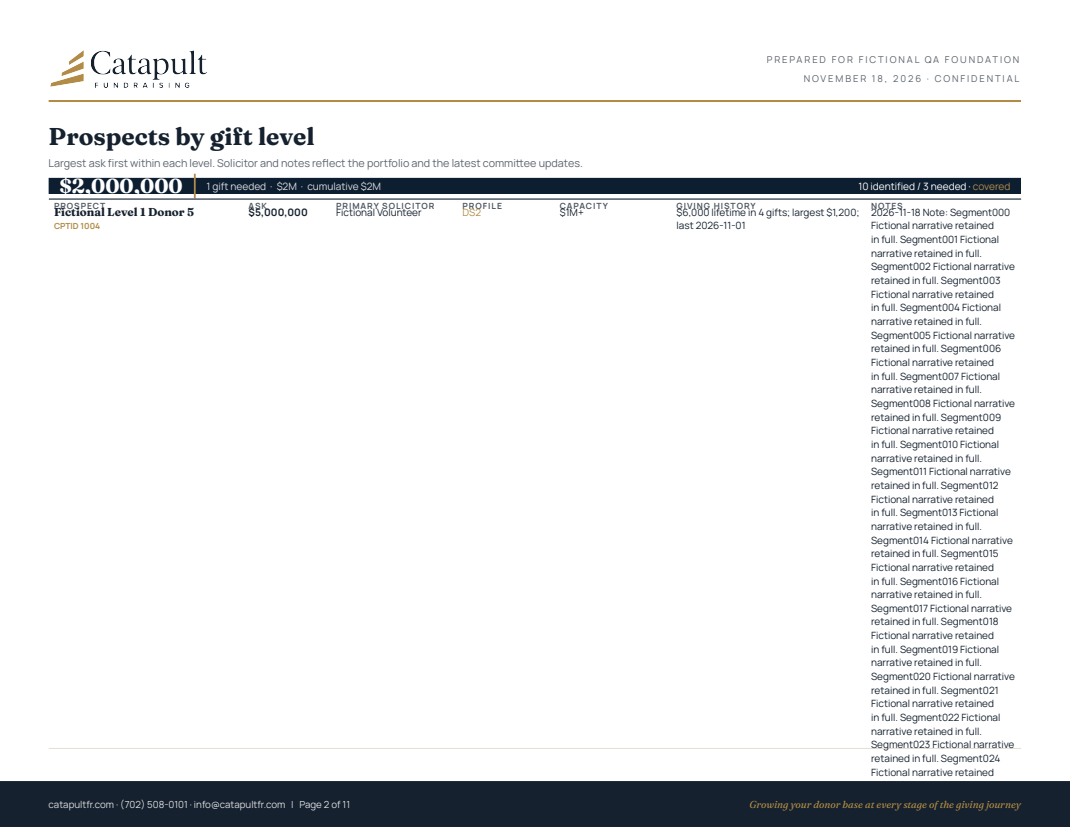 Catapult
FUNDRAISING
PREPARED FOR FICTIONAL QA FOUNDATION
NOVEMBER 18, 2026 · CONFIDENTIAL
Prospects by gift level
Largest ask first within each level. Solicitor and notes reflect the portfolio and the latest committee updates.
$2,000,000
1 gift needed · $2M · cumulative $2M
10 identified / 3 needed · covered
PROSPECT ASK PRIMARY SOLICITOR PROFILE CAPACITY GIVING HISTORY NOTES
Fictional Level 1 Donor 5
CPTID 1004
$5,000,000
Fictional Volunteer
DS2
$1M+
$6,000 lifetime in 4 gifts; largest $1,200;
last 2026-11-01
2026-11-18 Note: Segment000
Fictional narrative retained
in full. Segment001 Fictional
narrative retained in full.
Segment002 Fictional narrative
retained in full. Segment003
Fictional narrative retained
in full. Segment004 Fictional
narrative retained in full.
Segment005 Fictional narrative
retained in full. Segment006
Fictional narrative retained
in full. Segment007 Fictional
narrative retained in full.
Segment008 Fictional narrative
retained in full. Segment009
Fictional narrative retained
in full. Segment010 Fictional
narrative retained in full.
Segment011 Fictional narrative
retained in full. Segment012
Fictional narrative retained
in full. Segment013 Fictional
narrative retained in full.
Segment014 Fictional narrative
retained in full. Segment015
Fictional narrative retained
in full. Segment016 Fictional
narrative retained in full.
Segment017 Fictional narrative
retained in full. Segment018
Fictional narrative retained
in full. Segment019 Fictional
narrative retained in full.
Segment020 Fictional narrative
retained in full. Segment021
Fictional narrative retained
in full. Segment022 Fictional
narrative retained in full.
Segment023 Fictional narrative
retained in full. Segment024
Fictional narrative retained
catapultfr.com · (702) 508-0101 · info@catapultfr.com | Page 2 of 11
Growing your donor base at every stage of the giving journey